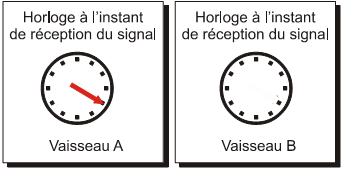 Horloge à l'instant
de réception du signal
Vaisseau A
Horloge à l'instant
de réception du signal
Vaisseau B